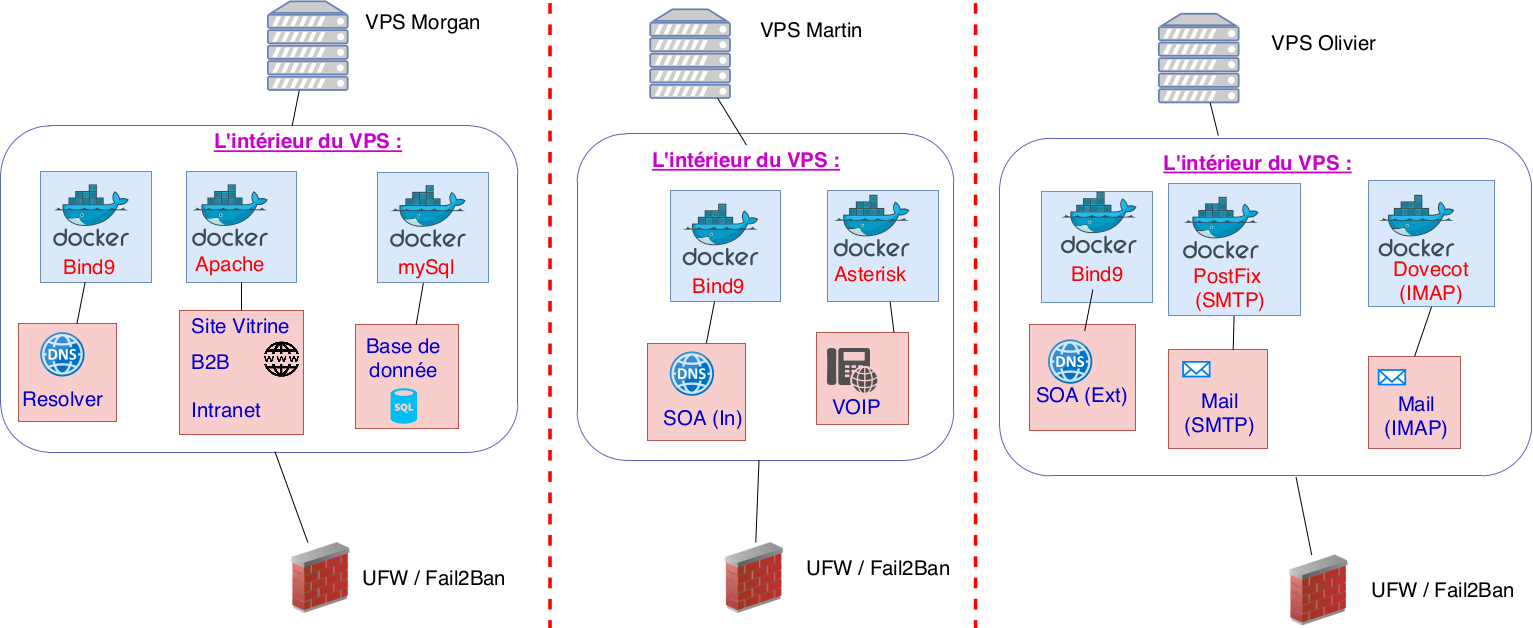 VPS Morgan
L'intérieur du VPS :
docker
Bind9
docker
Apache
docker
mySql
DNS
Resolver
Site Vitrine
B2B
www
Intranet
Base de
donnée
SQL
UFW / Fail2Ban
VPS Martin
L'intérieur du VPS :
docker
Bind9
docker
Asterisk
DNS
SOA (In)
VOIP
UFW / Fail2Ban
VPS Olivier
L'intérieur du VPS :
docker
Bind9
docker
PostFix
(SMTP)
docker
Dovecot
(IMAP)
DNS
SOA (Ext)
Mail
(SMTP)
Mail
(IMAP)
UFW / Fail2Ban